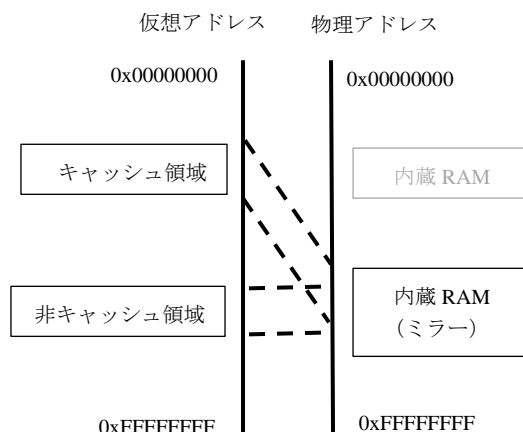 仮想アドレス 物理アドレス
0x00000000 0x00000000
キャッシュ領域 内蔵 RAM
非キャッシュ領域 内蔵 RAM
（ミラー）
0xFFFFFFFF 0xFFFFFFFF